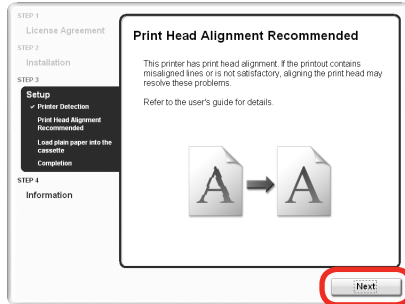 STEP 1
License Agreement
STEP 2
Installation
STEP 3
Setup
✓ Printer Detection
Print Head Alignment
Recommended
Load plain paper into the
cassette
Completion
STEP 4
Information
Print Head Alignment Recommended
This printer has print head alignment. If the printout contains
misaligned lines or is not satisfactory, aligning the print head may
resolve these problems.
Refer to the user's guide for details.
A A
Next